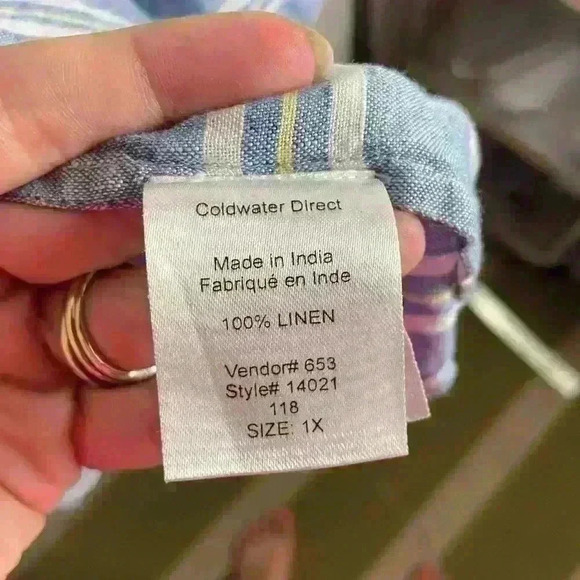 Coldwater Direct
Made in India
Fabriqué en Inde
100% LINEN
Vendor# 653
Style# 14021
118
SIZE: 1X